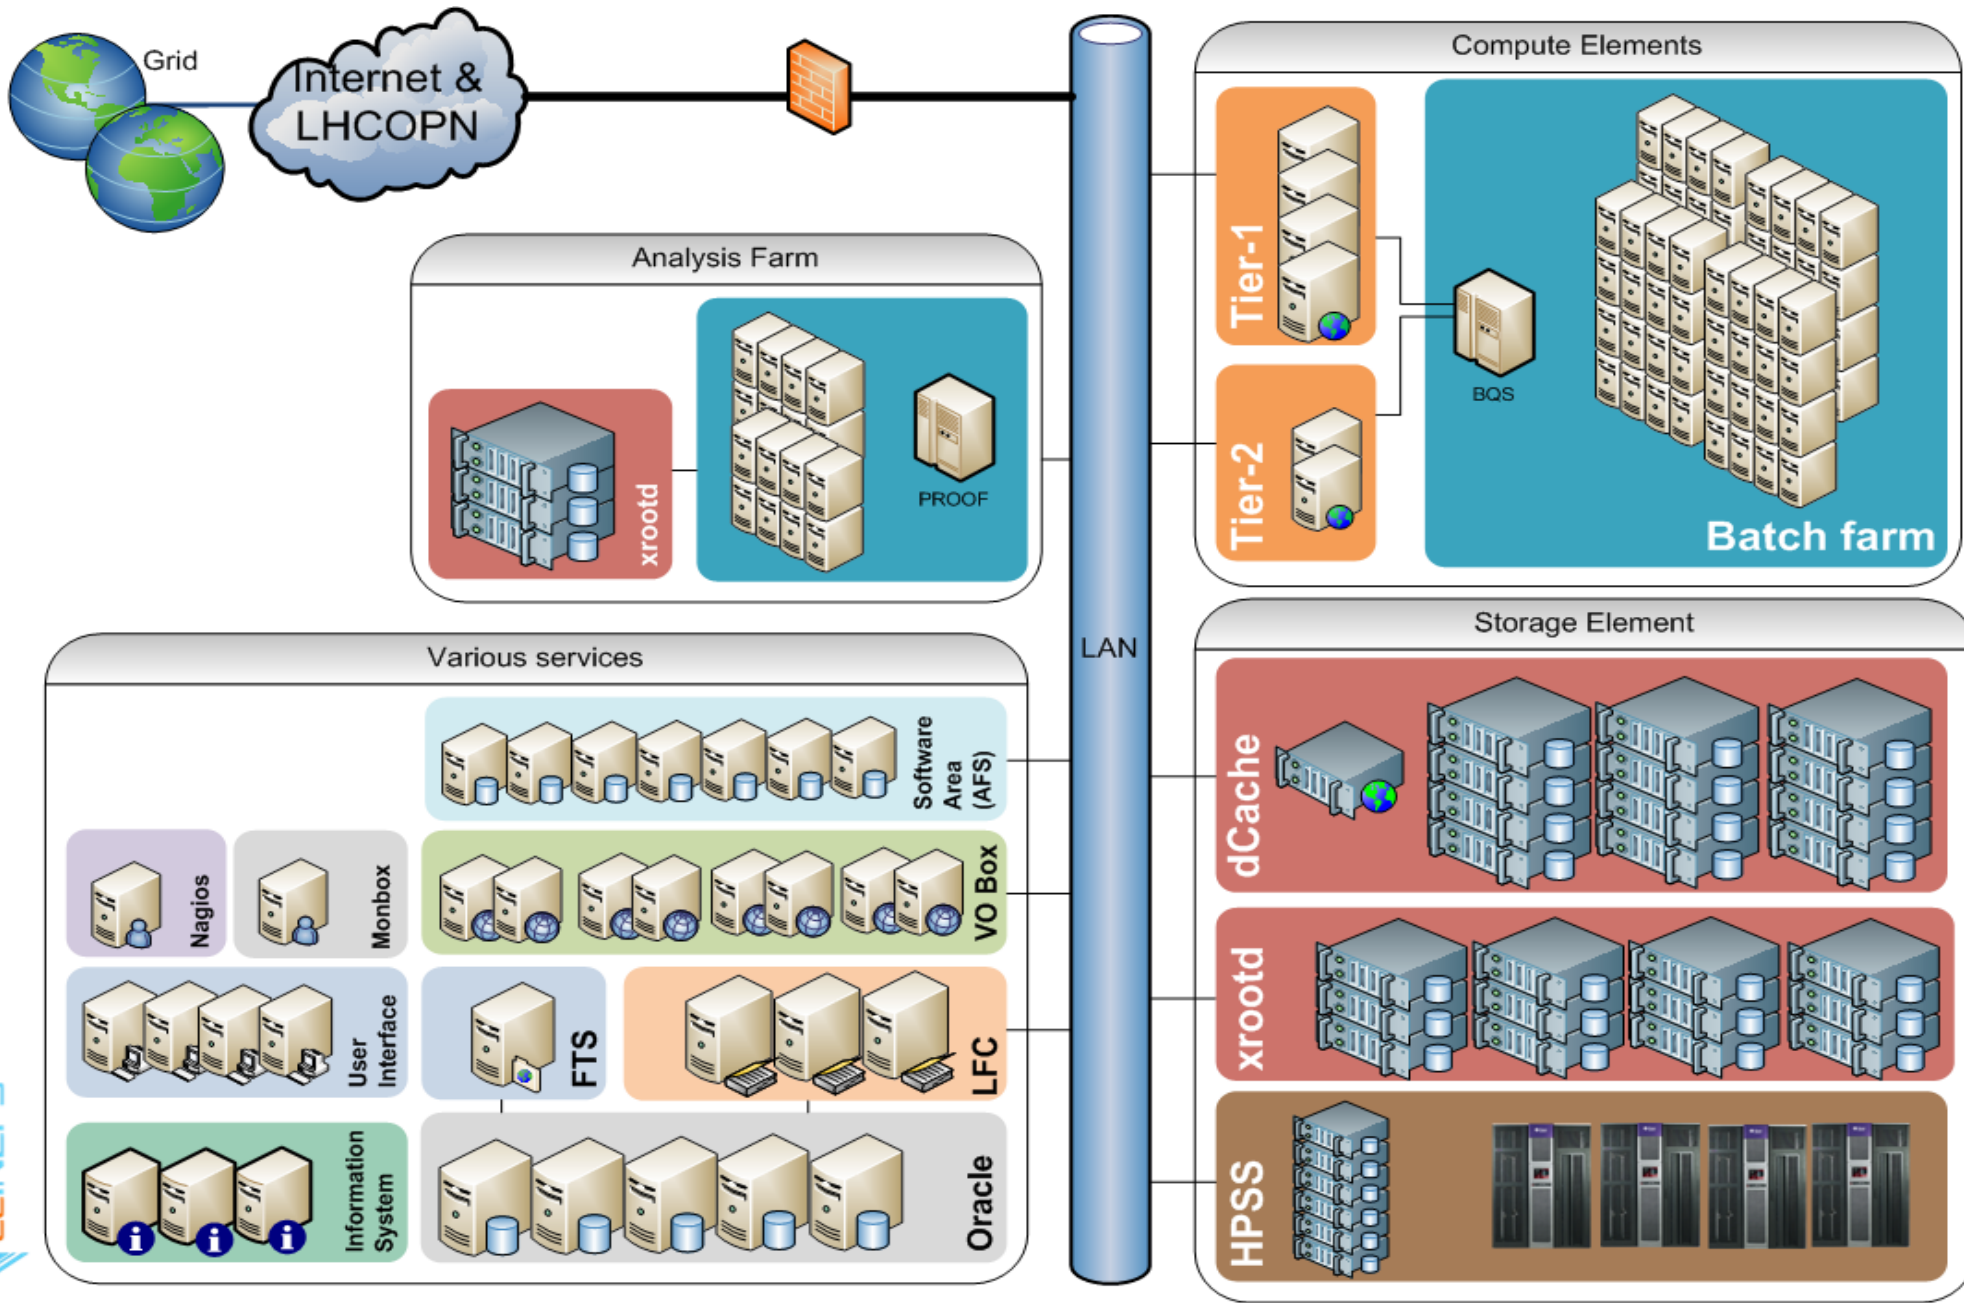 Grid
Internet &
LHCOPN
Compute Elements
Tier-1
BQS
Tier-2
Batch farm
Analysis Farm
xrootd
PROOF
LAN
Various services
Software
Area
(AFS)
Nagios
Monbox
VO Box
User
Interface
FTS
LFC
Information
System
Oracle
Storage Element
dCache
xrootd
HPSS